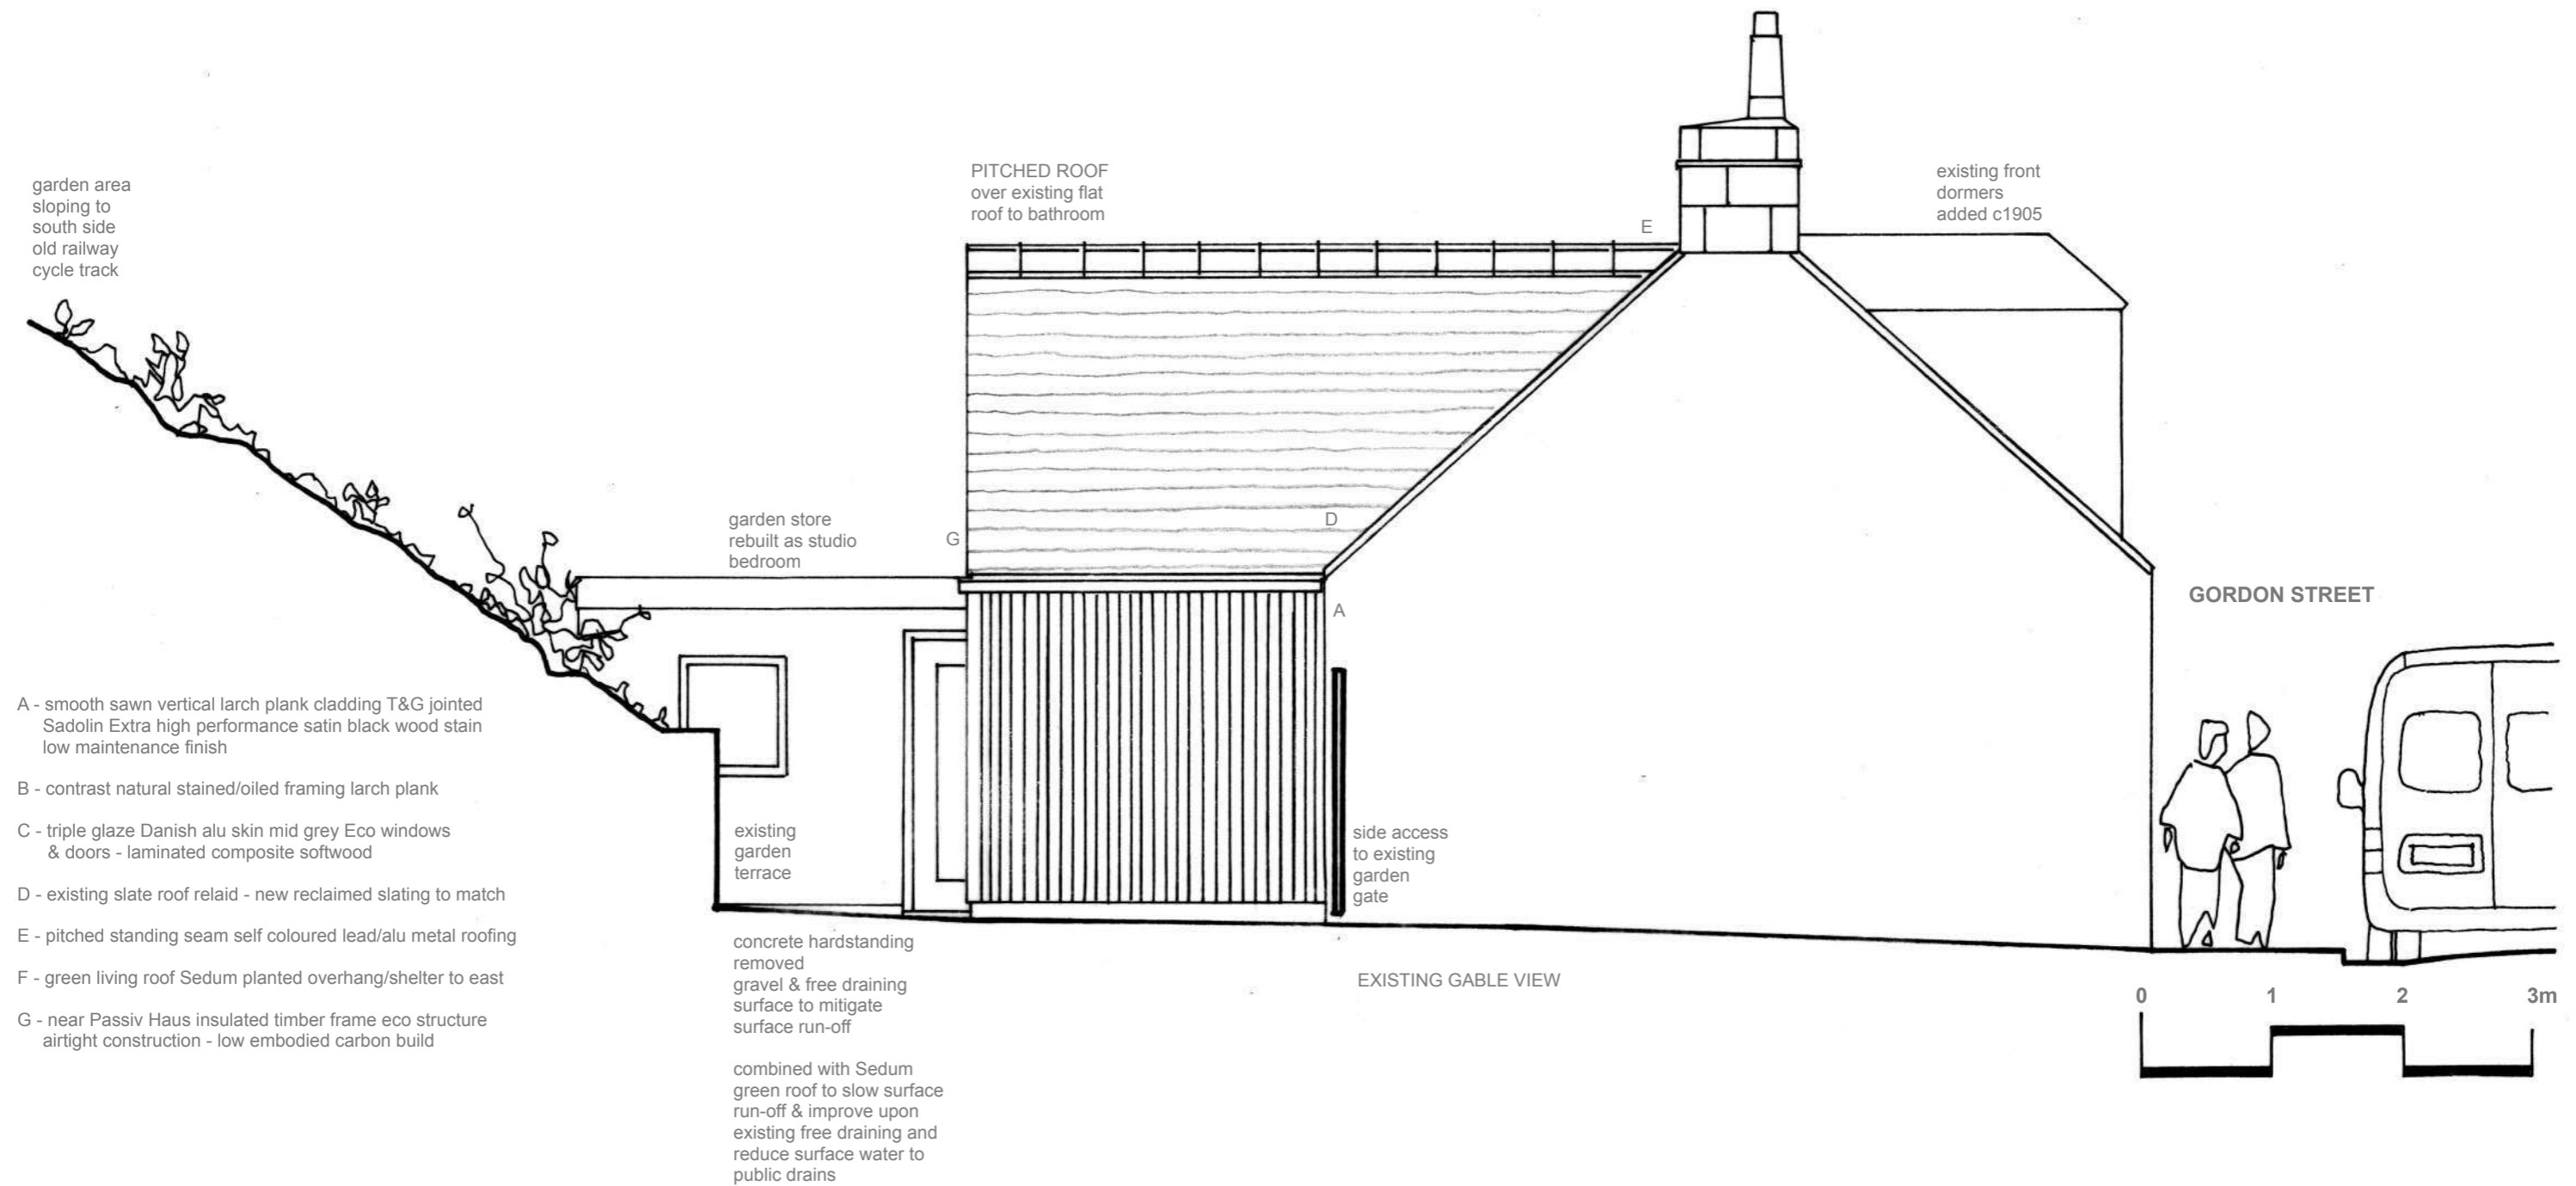 garden area
sloping to
south side
old railway
cycle track
PITCHED ROOF
over existing flat
roof to bathroom
E
existing front
dormers
added c1905
garden store
rebuilt as studio
bedroom
G
D
A
GORDON STREET
A - smooth sawn vertical larch plank cladding T&G jointed
Sadolin Extra high performance satin black wood stain
low maintenance finish
B - contrast natural stained/oiled framing larch plank
C - triple glaze Danish alu skin mid grey Eco windows
& doors - laminated composite softwood
D - existing slate roof relaid - new reclaimed slating to match
E - pitched standing seam self coloured lead/alu metal roofing
F - green living roof Sedum planted overhang/shelter to east
G - near Passiv Haus insulated timber frame eco structure
airtight construction - low embodied carbon build
existing
garden
terrace
side access
to existing
garden
gate
concrete hardstanding
removed
gravel & free draining
surface to mitigate
surface run-off
combined with Sedum
green roof to slow surface
run-off & improve upon
existing free draining and
reduce surface water to
public drains
EXISTING GABLE VIEW
0 1 2 3m